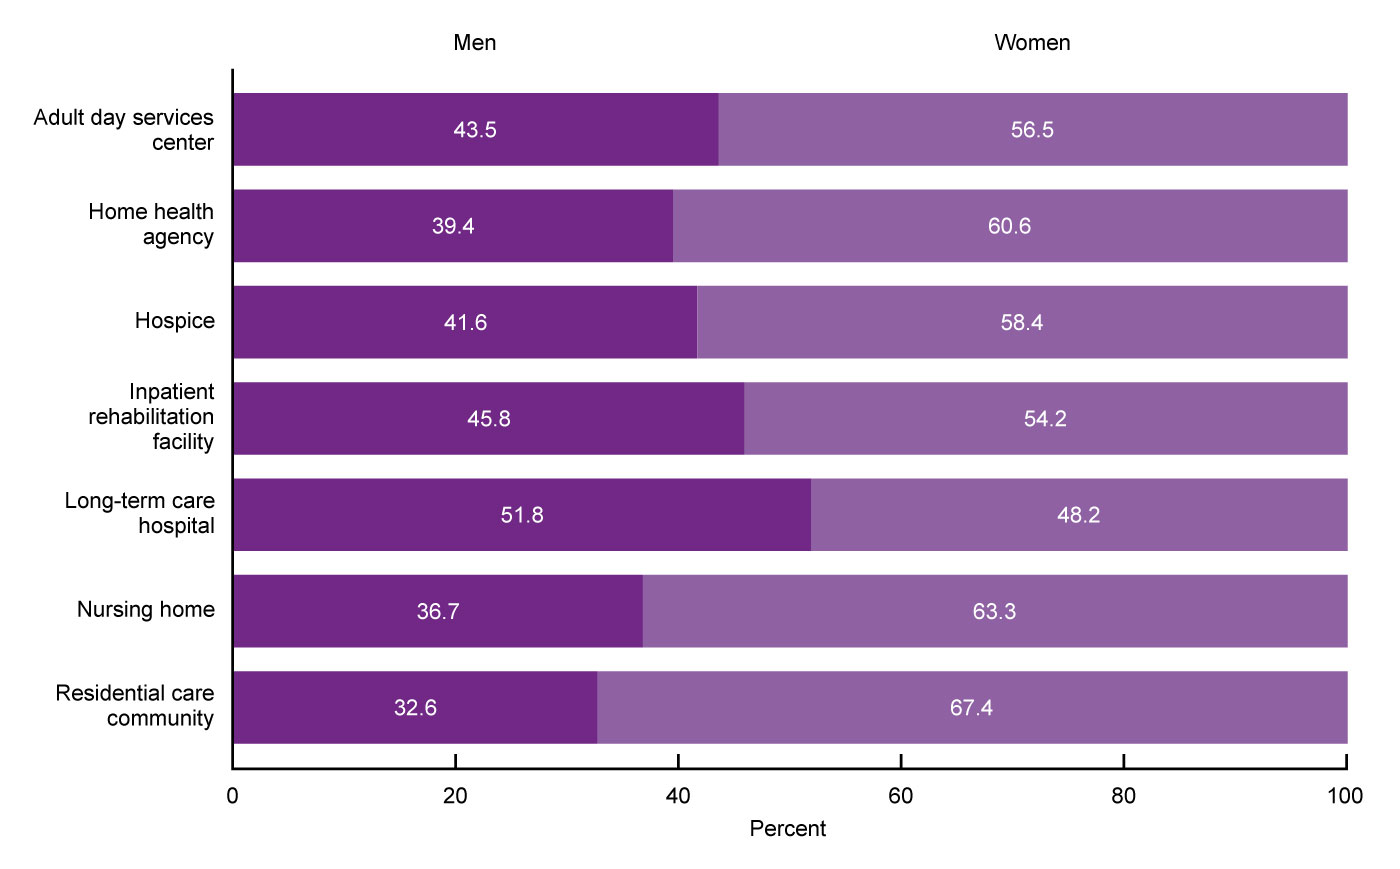 Men Women
Adult day services
center
43.5 56.5
Home health
agency
39.4 60.6
Hospice
41.6 58.4
Inpatient
rehabilitation
facility
45.8 54.2
Long-term care
hospital
51.8 48.2
Nursing home
36.7 63.3
Residential care
community
32.6 67.4
0 20 40 60 80 100
Percent